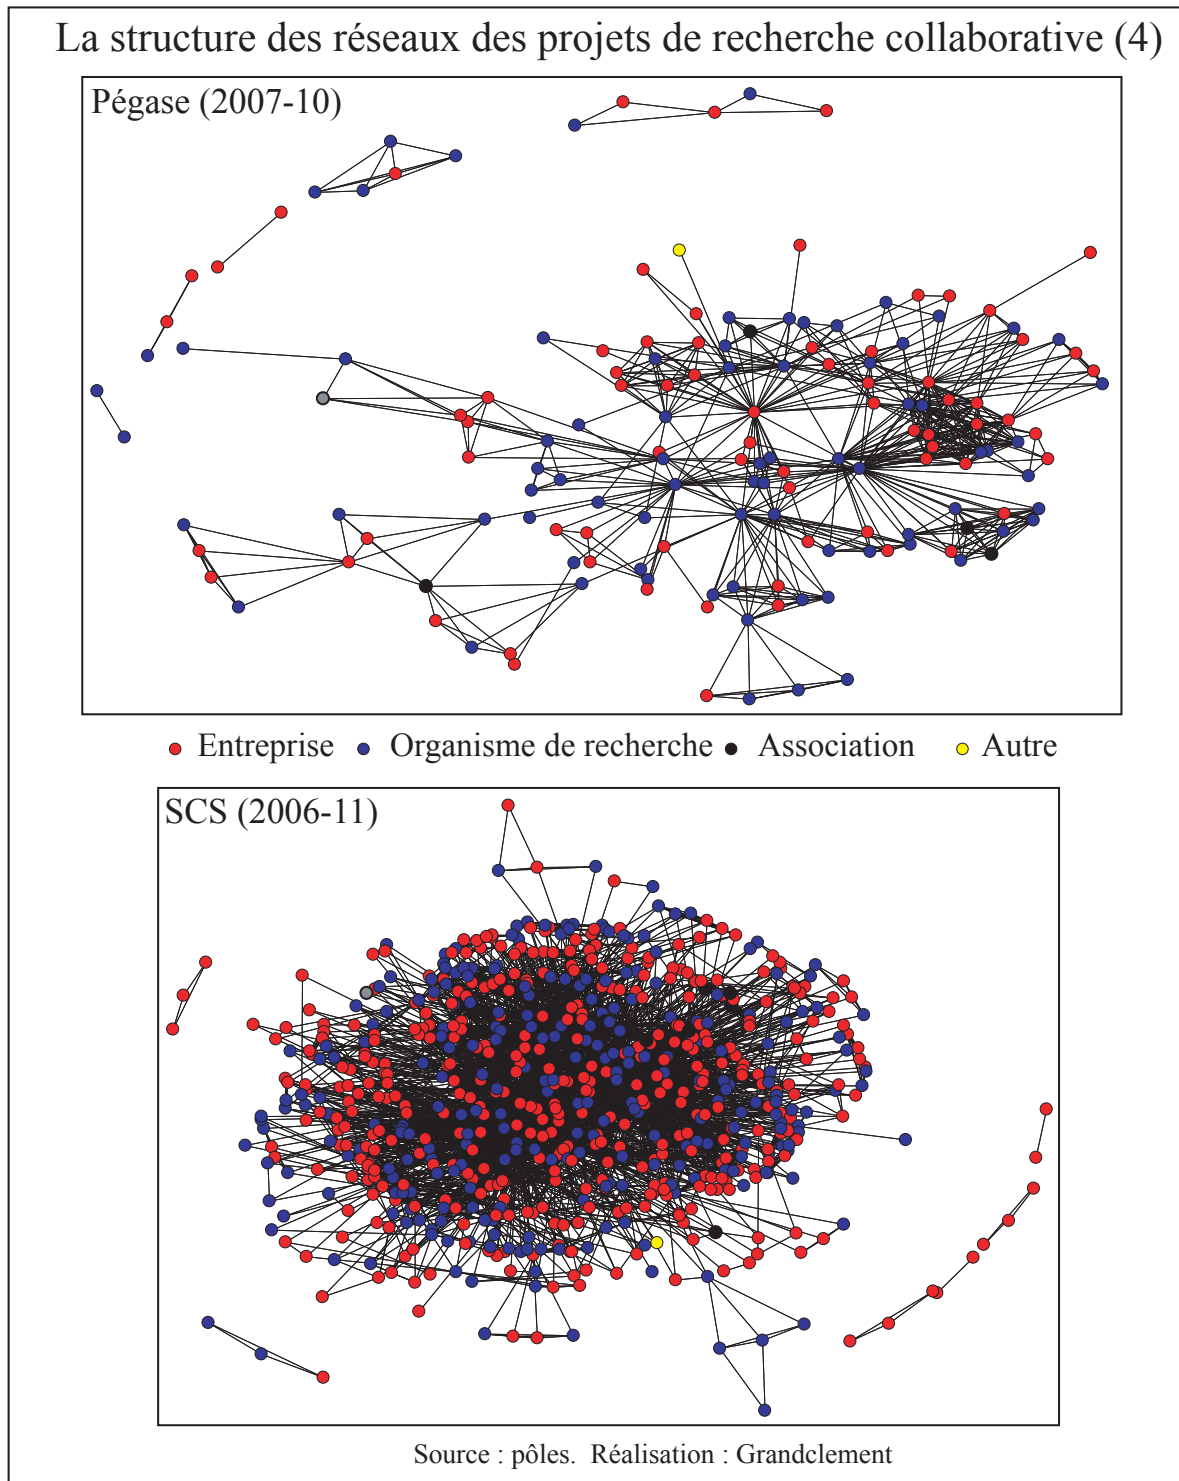 La structure des réseaux des projets de recherche collaborative (4)
Pégase (2007-10)
Entreprise Organisme de recherche Association Autre
SCS (2006-11)
Source : pôles. Réalisation : Grandclement